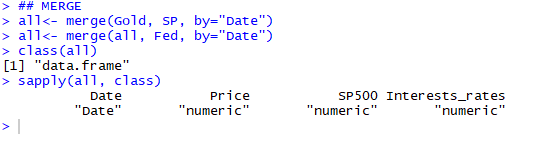 > ## MERGE
> all<- merge(Gold, SP, by="Date")
> all<- merge(all, Fed, by="Date")
> class(all)
[1] "data.frame"
> sapply(all, class)
           Date           Price           SP500 Interests_rates
         "Date"       "numeric"       "numeric"       "numeric"
>